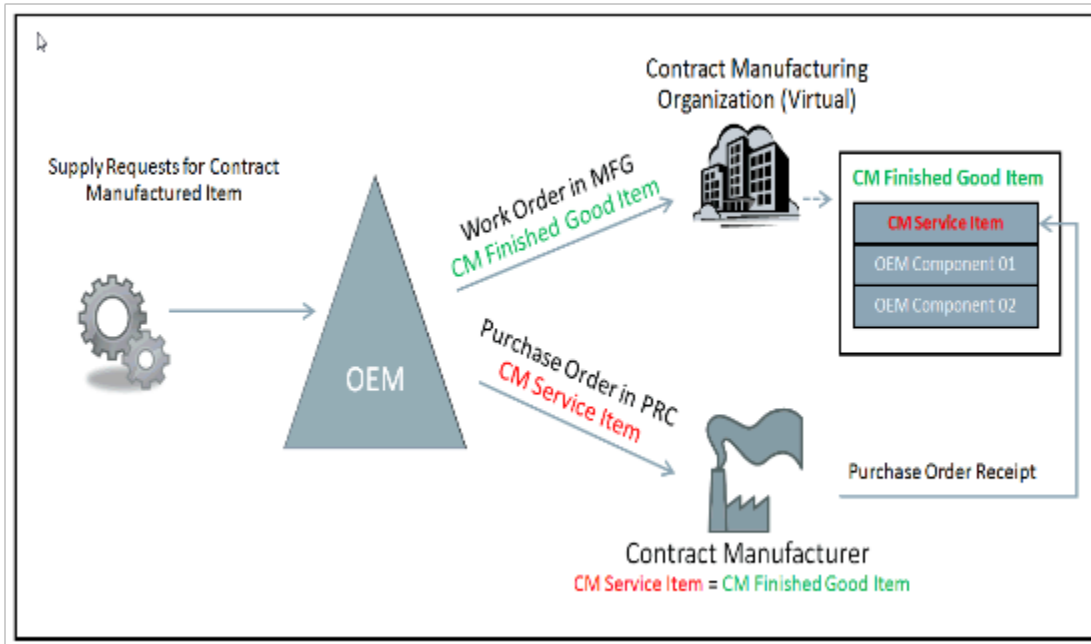 Contract Manufacturing
Organization (Virtual)
Supply Requests for Contract
Manufactured Item
Work Order in MFG
CM Finished Good Item
CM Finished Good Item
CM Service Item
OEM Component 01
OEM Component 02
OEM
Purchase Order in PRC
CM Service Item
Purchase Order Receipt
Contract Manufacturer
CM Service Item = CM Finished Good Item